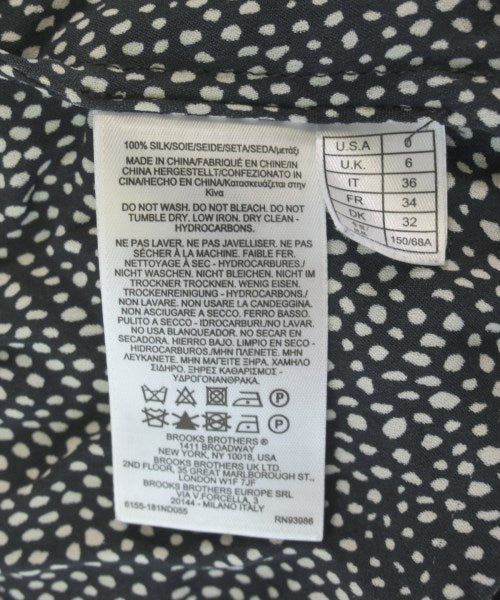 100% SILK/SOIE/SEIDE/SETA/SEDA/μετάξι
MADE IN CHINA/FABRIQUÉ EN CHINE/IN
CHINA HERGESTELLT/CONFEZIONATO IN
CINA/HECHO EN CHINA/Κατασκευάζεται στην
Κίνα
DO NOT WASH. DO NOT BLEACH. DO NOT
TUMBLE DRY. LOW IRON. DRY CLEAN -
HYDROCARBONS.
NE PAS LAVER. NE PAS JAVELLISER. NE PAS
SÉCHER À LA MACHINE. FAIBLE FER.
NETTOYAGE À SEC - HYDROCARBURES./
NICHT WASCHEN. NICHT BLEICHEN. NICHT IM
TROCKNER TROCKNEN. WENIG EISEN.
TROCKENREINIGUNG - HYDROCARBONS./
NON LAVARE. NON USARE LA CANDEGGINA.
NON ASCIUGARE A SECCO. FERRO BASSO.
PULITO A SECCO - IDROCARBURI/NO LAVAR.
NO USA BLANQUEADOR. NO SECAR EN
SECADORA. HIERRO BAJO. LIMPIO EN SECO -
HIDROCARBUROS./ΜΗ ΠΛΕΝΕΤΕ. ΜΗΝ
ΛΕΥΚΑΝΕΤΕ. ΜΗΝ ΜΑΓΕΙΤΕ ΞΗΡΑ. ΧΑΜΗΛΟ
ΣΙΔΗΡΟ. ΞΗΡΕΣ ΚΑΘΑΡΙΣΜΟΣ -
ΥΔΡΟΓΟΝΑΝΘΡΑΚΑ.
P
P
BROOKS BROTHERS ®
1411 BROADWAY
NEW YORK, NY 10018, USA
BROOKS BROTHERS UK LTD.
2ND FLOOR, 35 GREAT MARLBOROUGH ST.,
LONDON W1F 7JF
BROOKS BROTHERS EUROPE SRL
VIA V.FORCELLA, 3
20144 - MILANO ITALY
6155-181ND055 RN93986
U.S.A 0
U.K. 6
IT 36
FR 34
DK 32
150/68A